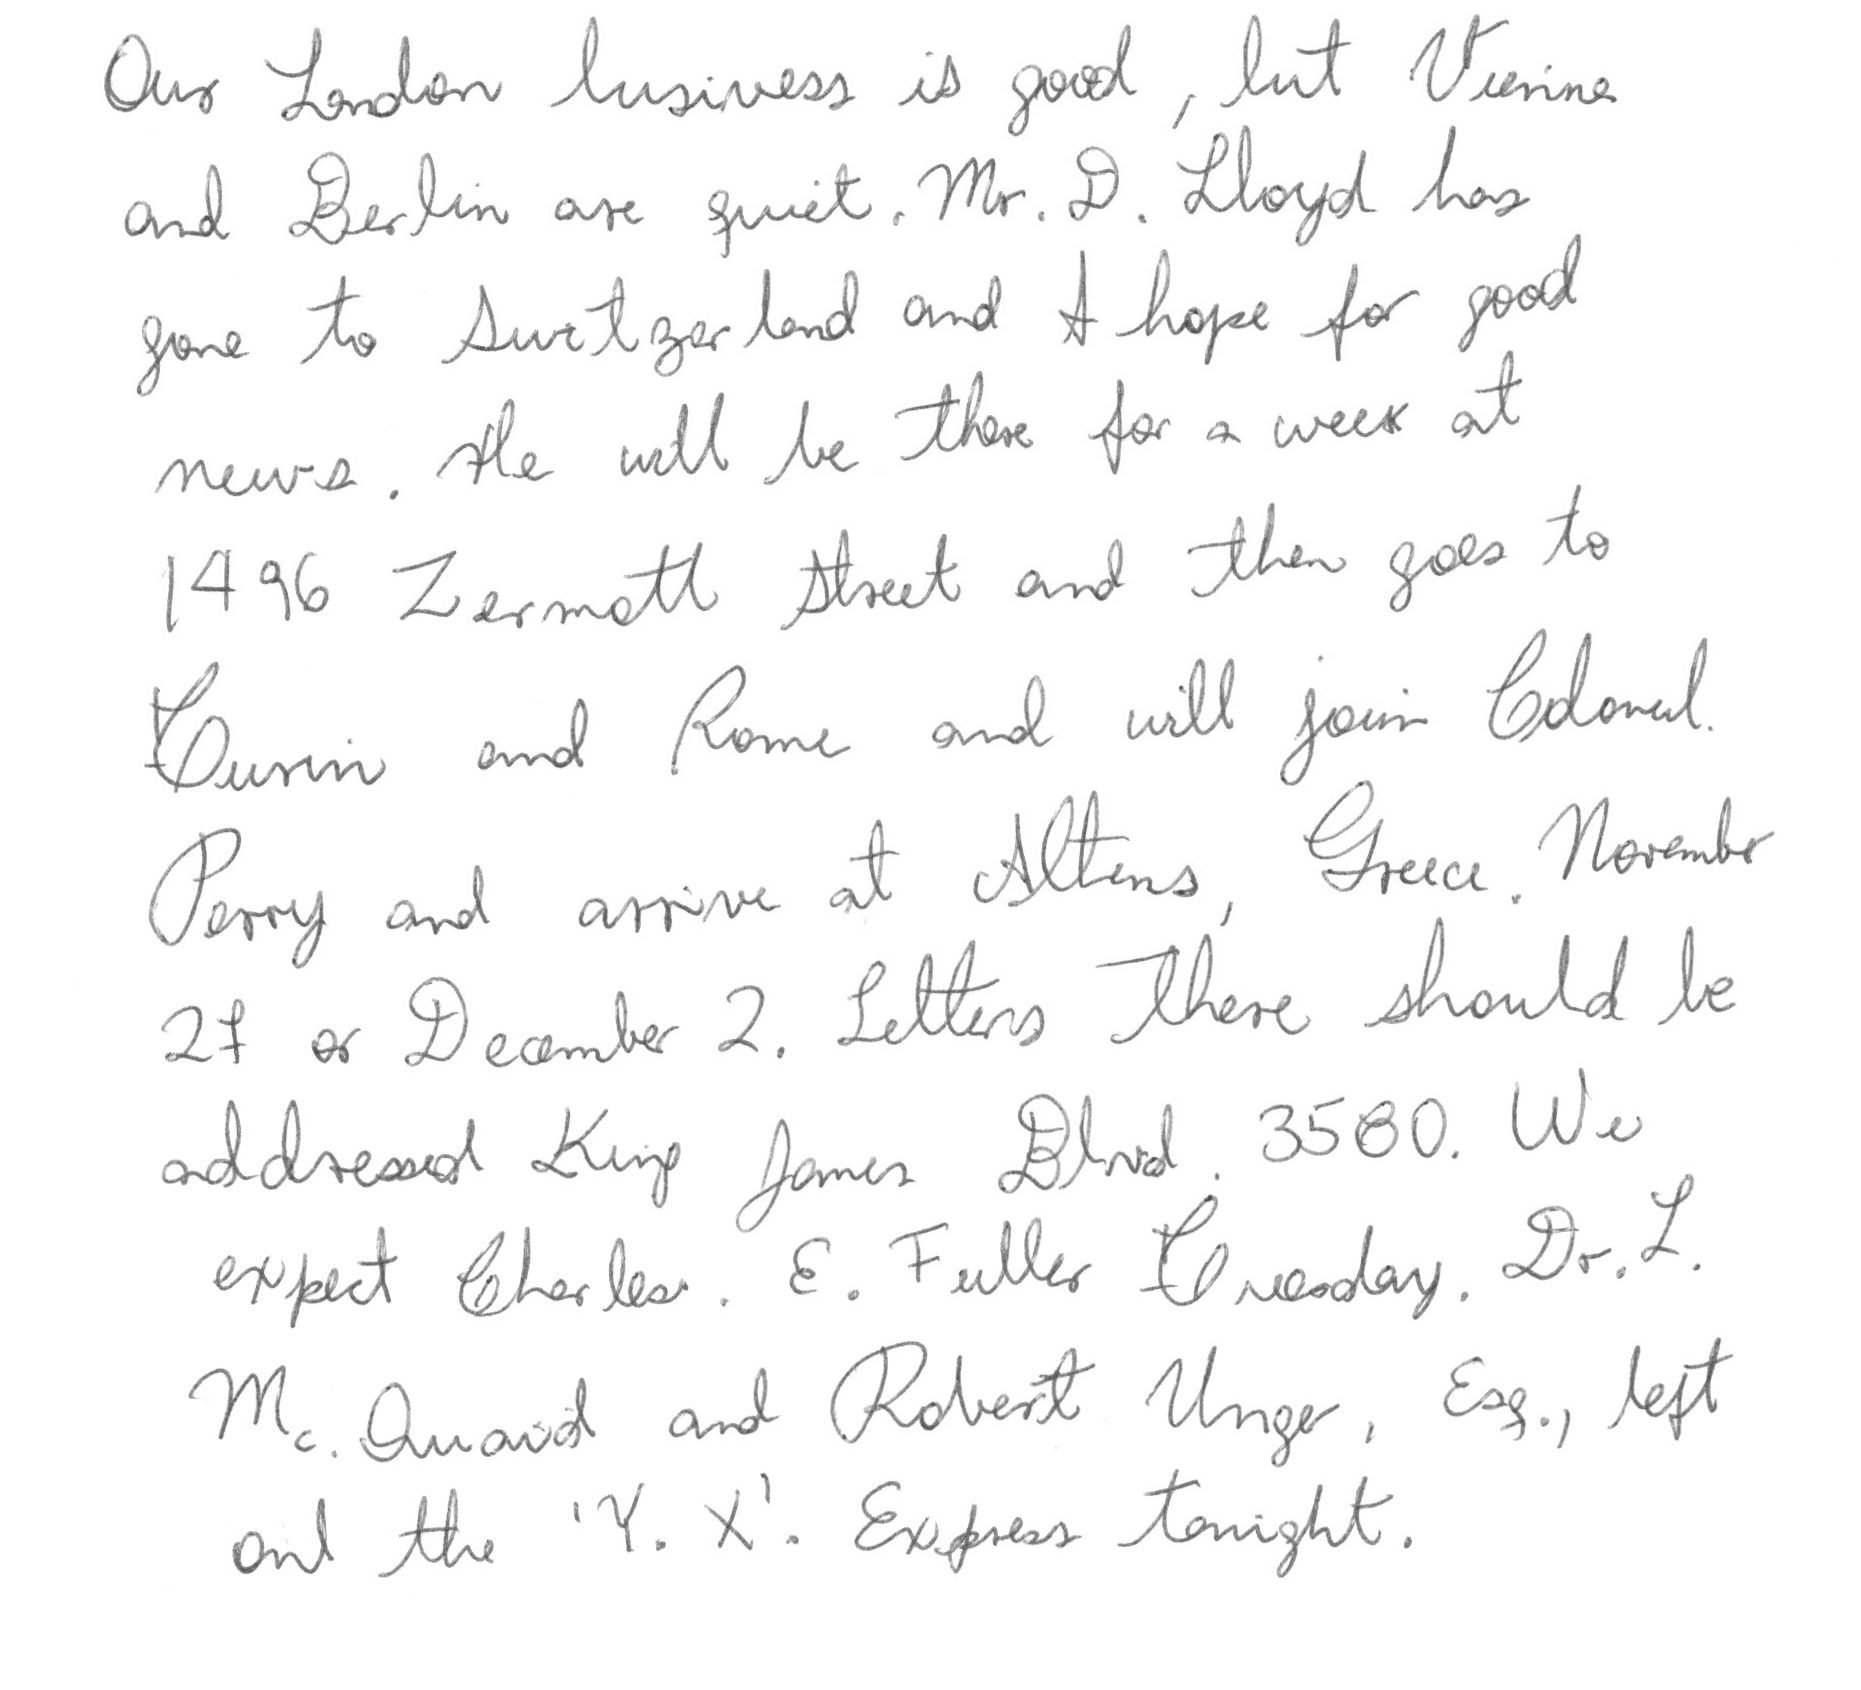 Our London business is good, but Vienna
and Berlin are quiet. Mr. D. Lloyd has
gone to Switzerland and I hope for good
news. He will be there for a week at
1496 Zermott Street and then goes to
Turin and Rome and will join Colonel.
Perry and arrive at Athens, Greece. November
27 or December 2. Letters there should be
addressed King James Blvd. 3580. We
expect Charles. E. Fuller Tuesday. Dr. L.
Mc. Quaid and Robert Unger, Esq., left
on the 'Y. X'. Express tonight.